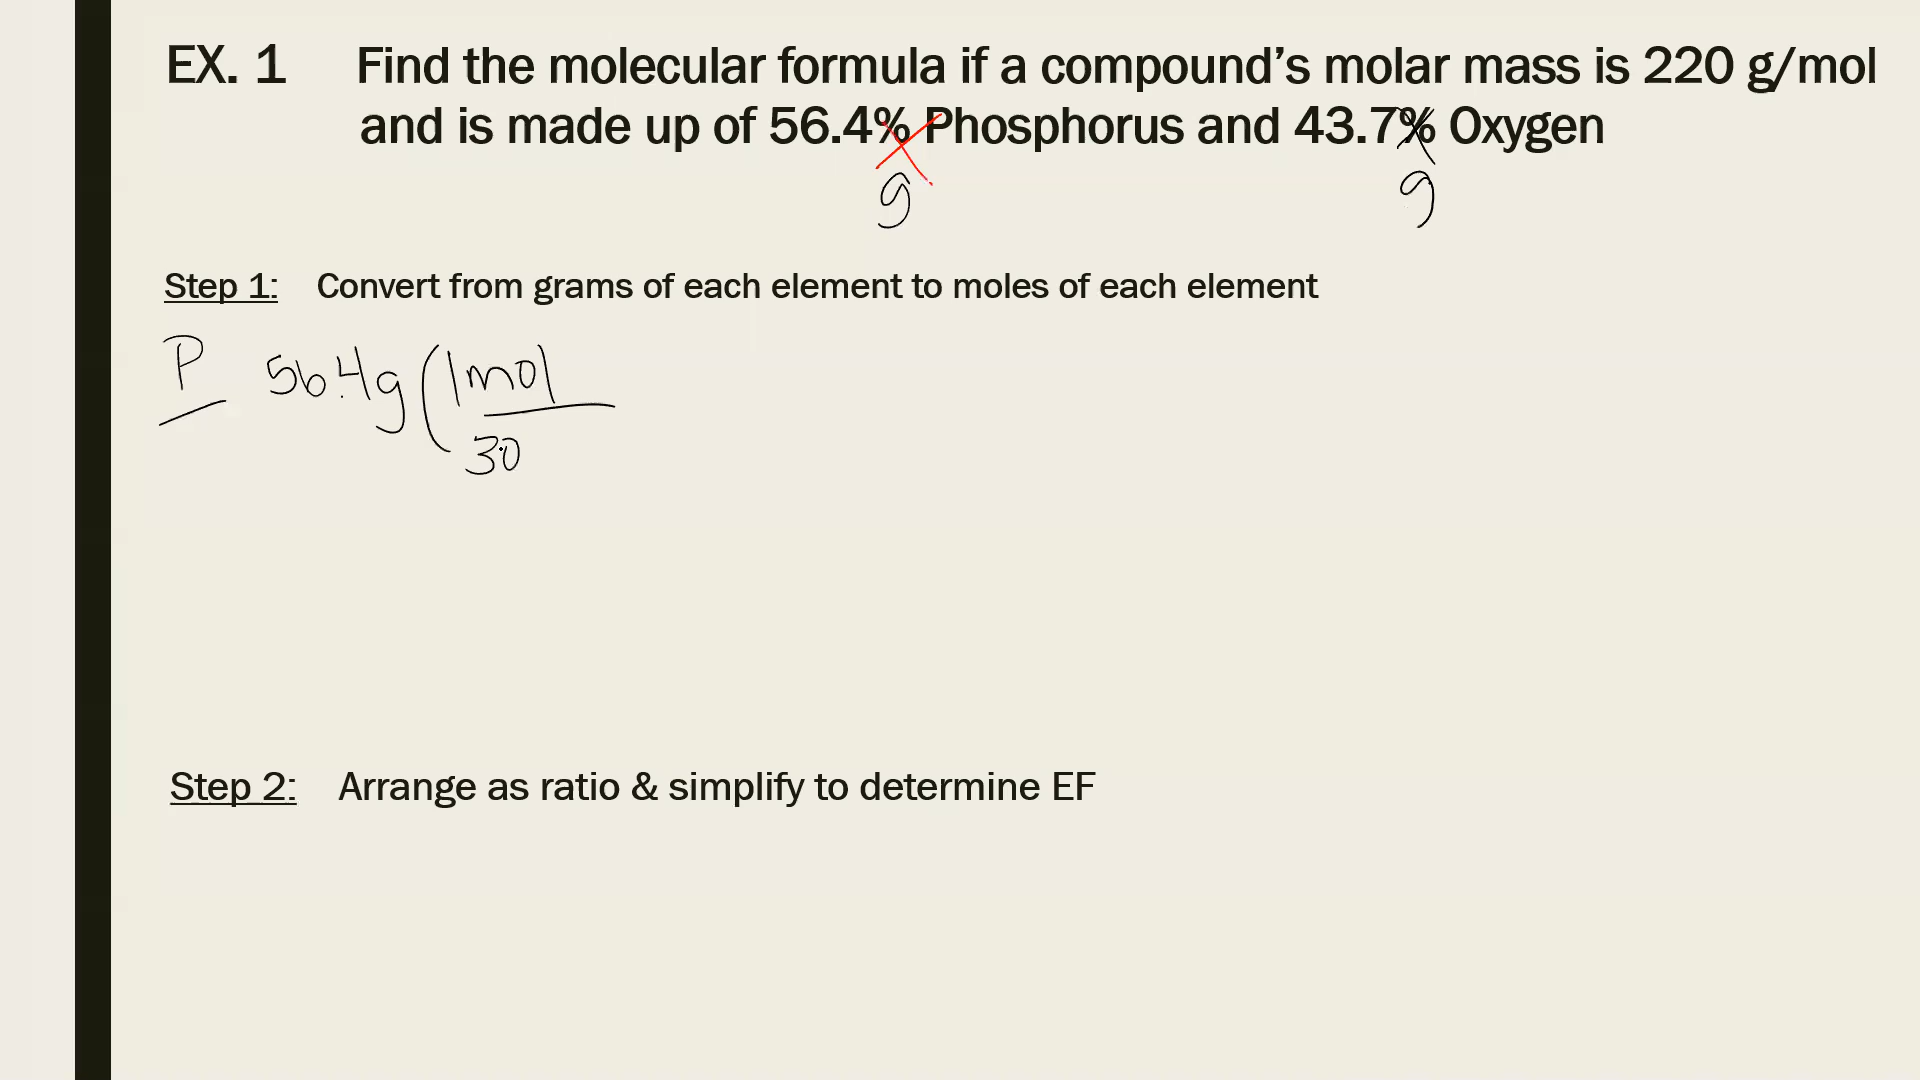 EX. 1 Find the molecular formula if a compound’s molar mass is 220 g/mol
and is made up of 56.4% Phosphorus and 43.7% Oxygen
g g
Step 1: Convert from grams of each element to moles of each element
P 56.4g (1mol
30
Step 2: Arrange as ratio & simplify to determine EF